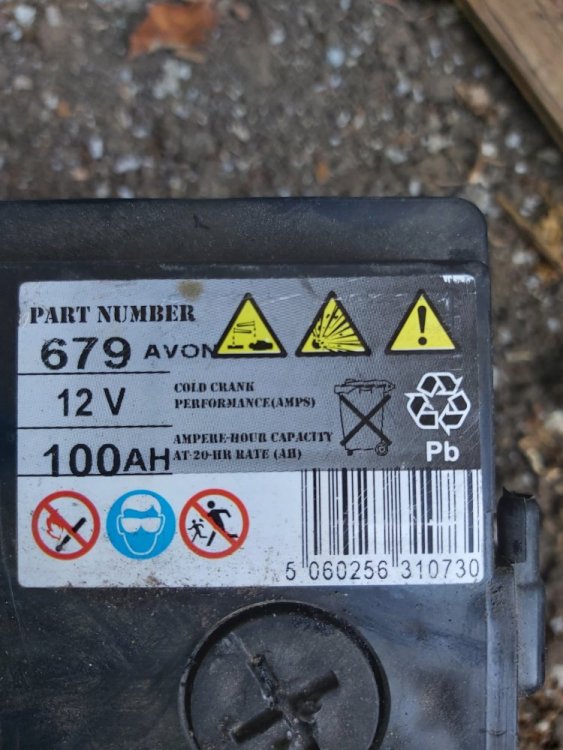 PART NUMBER
679 AVON
12 V
COLD CRANK
PERFORMANCE(AMPS)
100AH
AMPERE-HOUR CAPACITY
AT 20-HR RATE (AH)
Pb
5 060256 310730